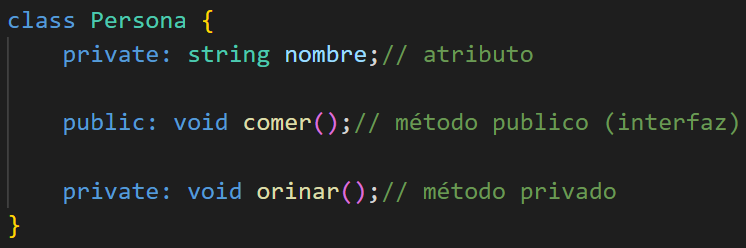 class Persona {
private: string nombre;// atributo
public: void comer();// método publico (interfaz)
private: void orinar();// método privado
}